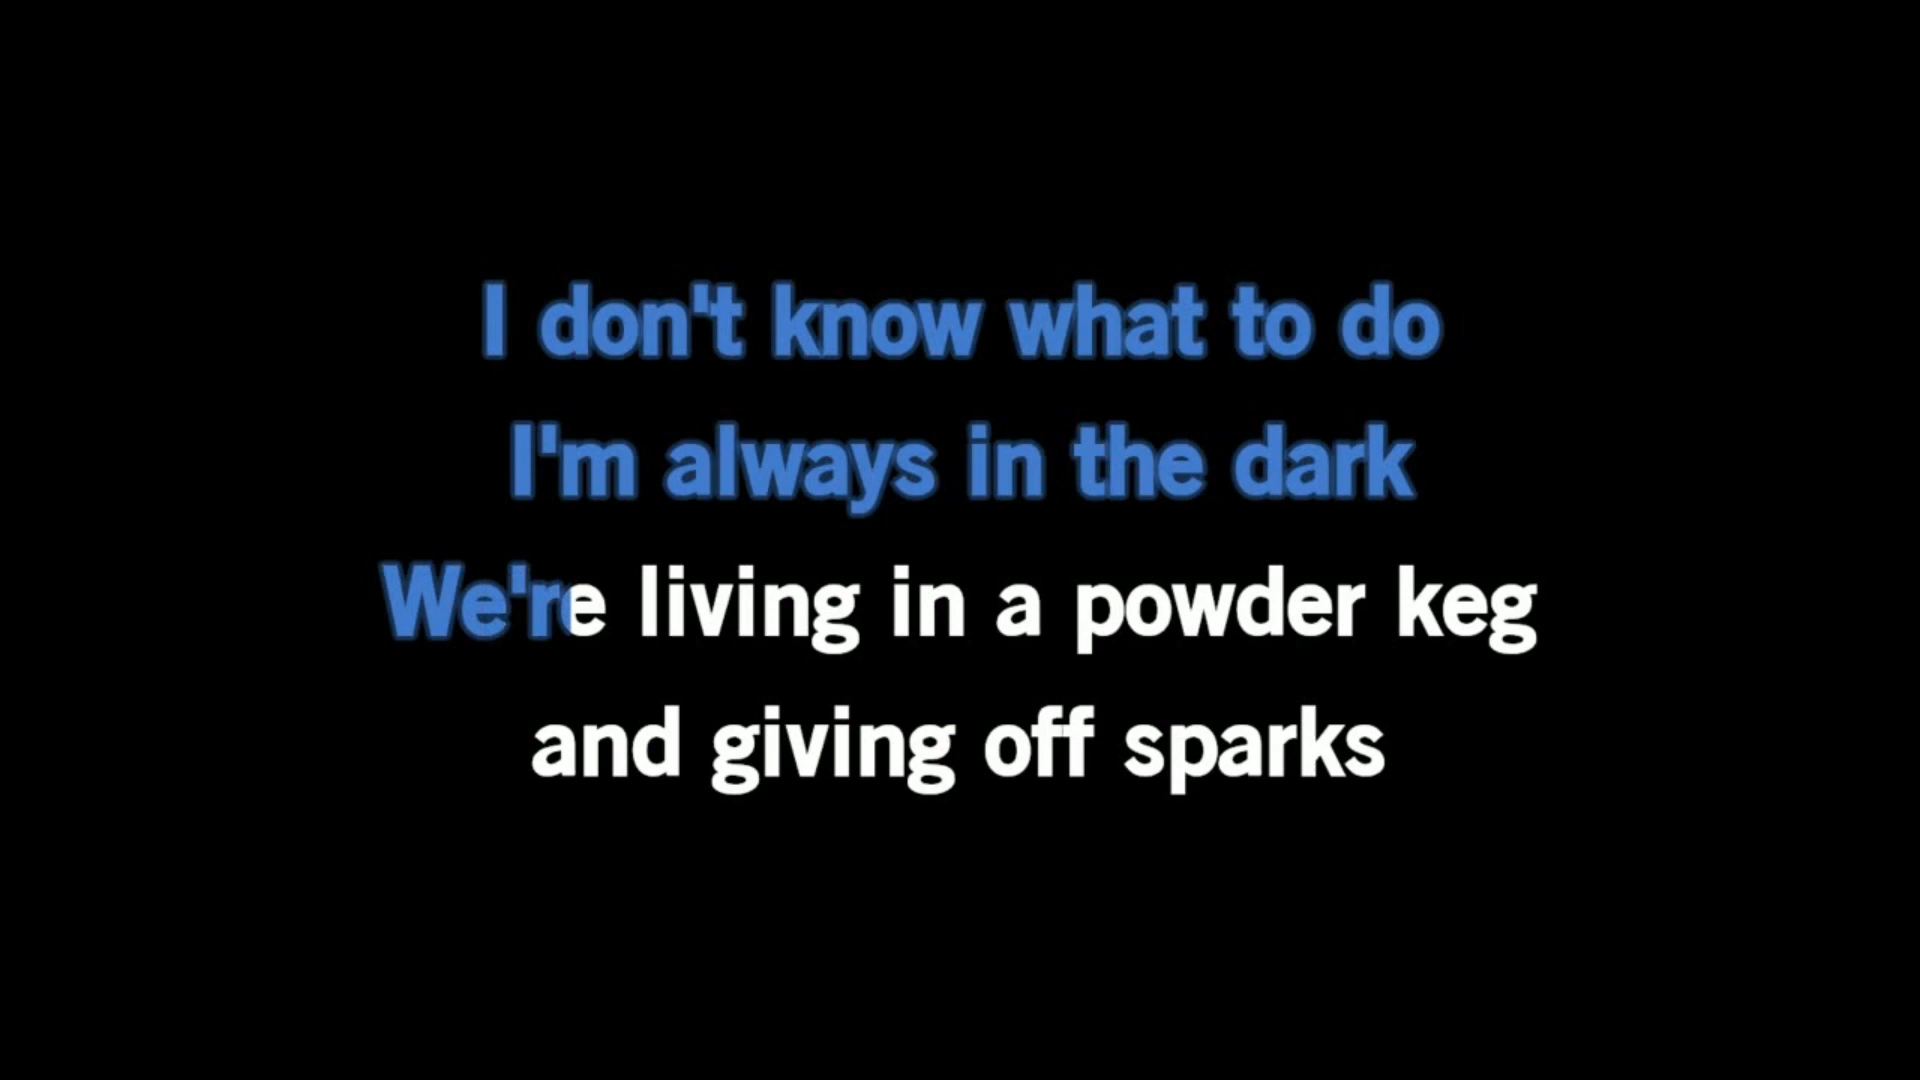 I don't know what to do
I'm always in the dark
We're living in a powder keg
and giving off sparks